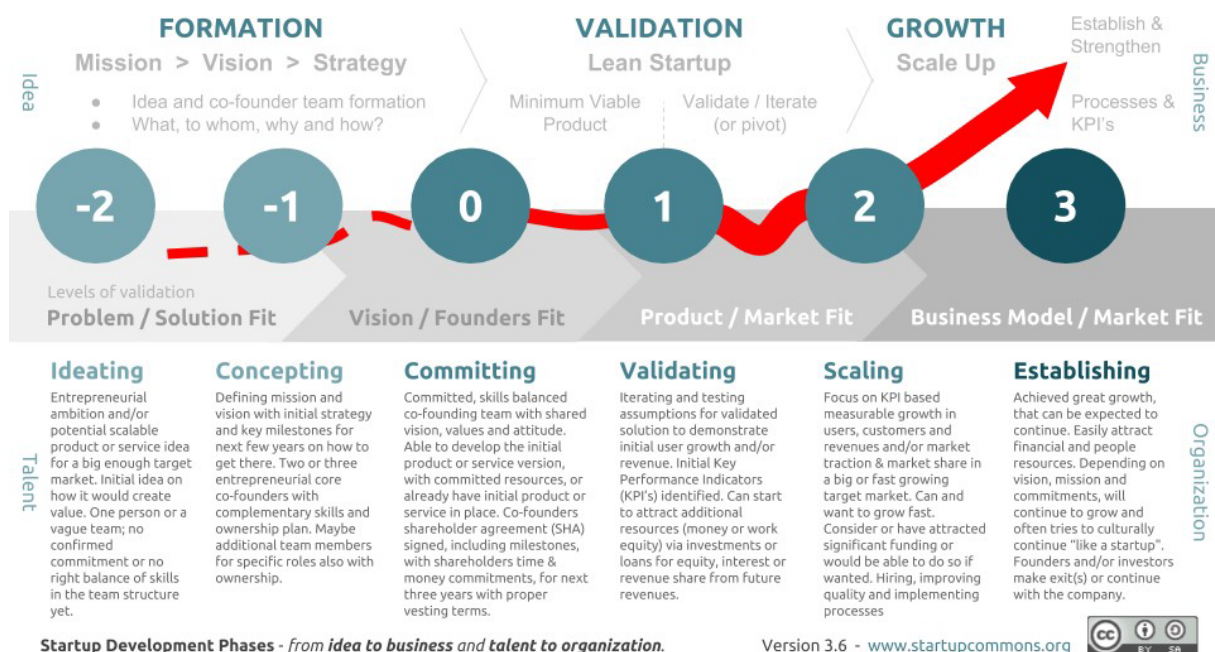 FORMATION
Mission > Vision > Strategy
● Idea and co-founder team formation
● What, to whom, why and how?
VALIDATION
Lean Startup
Minimum Viable
Product
Validate / Iterate
(or pivot)
GROWTH
Scale Up
Establish &
Strengthen
Processes &
KPI's
Idea
Business
-2
-1
0
1
2
3
Levels of validation
Problem / Solution Fit
Vision / Founders Fit
Product / Market Fit
Business Model / Market Fit
Talent
Ideating
Entrepreneurial
ambition and/or
potential scalable
product or service idea
for a big enough target
market. Initial idea on
how it would create
value. One person or a
vague team; no
confirmed
commitment or no
right balance of skills
in the team structure
yet.
Concepting
Defining mission and
vision with initial strategy
and key milestones for
next few years on how to
get there. Two or three
entrepreneurial core
co-founders with
complementary skills and
ownership plan. Maybe
additional team members
for specific roles also with
ownership.
Committing
Committed, skills balanced
co-founding team with shared
vision, values and attitude.
Able to develop the initial
product or service version,
with committed resources, or
already have initial product or
service in place. Co-founders
shareholder agreement (SHA)
signed, including milestones,
with shareholders time &
money commitments, for next
three years with proper
vesting terms.
Validating
Iterating and testing
assumptions for validated
solution to demonstrate
initial user growth and/or
revenue. Initial Key
Performance Indicators
(KPI's) identified. Can start
to attract additional
resources (money or work
equity) via investments or
loans for equity, interest or
revenue share from future
revenues.
Scaling
Focus on KPI based
measurable growth in
users, customers and
revenues and/or market
traction & market share in
a big or fast growing
target market. Can and
want to grow fast.
Consider or have attracted
significant funding or
would be able to do so if
wanted. Hiring, improving
quality and implementing
processes
Establishing
Achieved great growth,
that can be expected to
continue. Easily attract
financial and people
resources. Depending on
vision, mission and
commitments, will
continue to grow and
often tries to culturally
continue "like a startup".
Founders and/or investors
make exit(s) or continue
with the company.
Organization
Startup Development Phases - from idea to business and talent to organization.
Version 3.6 - www.startupcommons.org
cc
BY SA